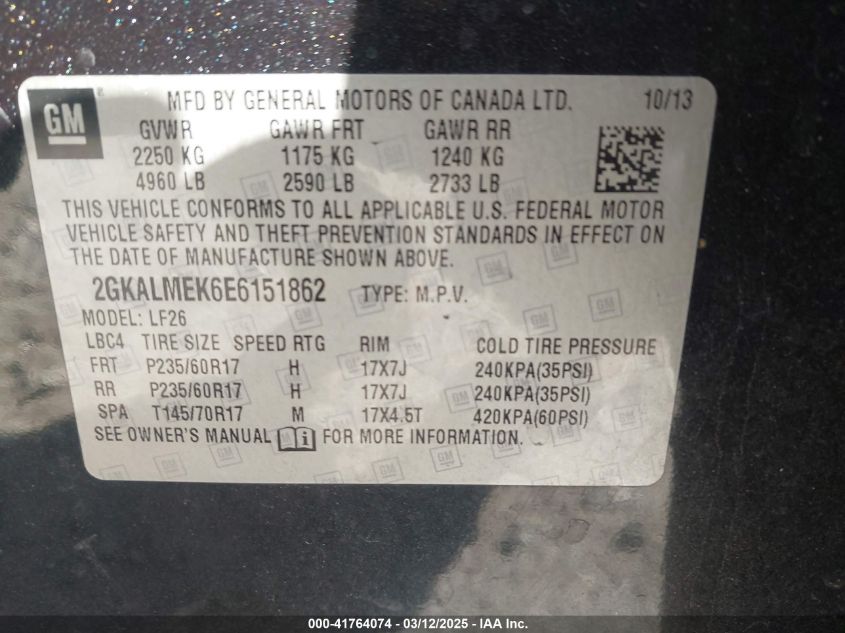 GM
MFD BY GENERAL MOTORS OF CANADA LTD. 10/13
GVWR GAWR FRT GAWR RR
2250 KG 1175 KG 1240 KG
4960 LB 2590 LB 2733 LB
THIS VEHICLE CONFORMS TO ALL APPLICABLE U.S. FEDERAL MOTOR
VEHICLE SAFETY AND THEFT PREVENTION STANDARDS IN EFFECT ON
THE DATE OF MANUFACTURE SHOWN ABOVE.
2GKALMEK6E6151862 TYPE: M.P.V.
MODEL: LF26
LBC4 TIRE SIZE SPEED RTG RIM COLD TIRE PRESSURE
FRT P235/60R17 H 17X7J 240KPA(35PSI)
RR P235/60R17 H 17X7J 240KPA(35PSI)
SPA T145/70R17 M 17X4.5T 420KPA(60PSI)
SEE OWNER'S MANUAL FOR MORE INFORMATION.
000-41764074 - 03/12/2025 - IAA Inc.